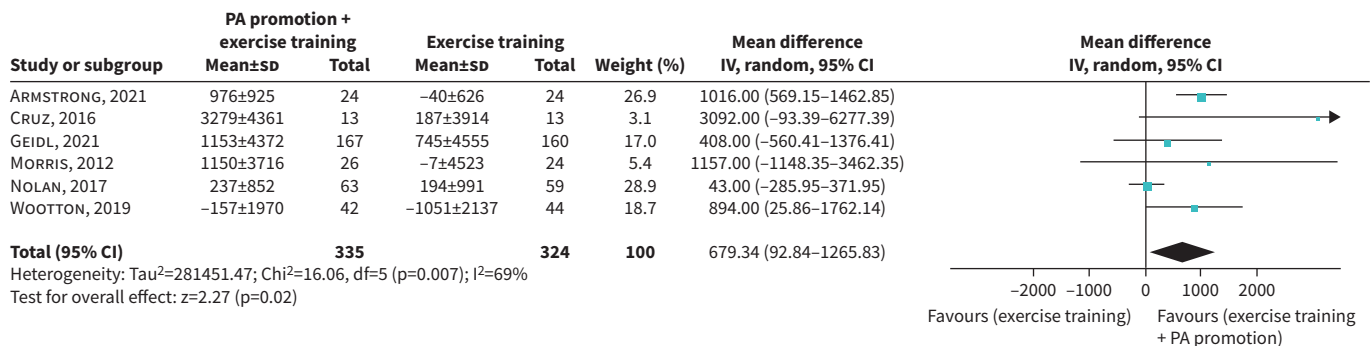 PA promotion +
exercise training Exercise training Mean difference Mean difference
Study or subgroup Mean±SD Total Mean±SD Total Weight (%) IV, random, 95% CI IV, random, 95% CI
Armstrong, 2021 976±925 24 –40±626 24 26.9 1016.00 (569.15–1462.85)
Cruz, 2016 3279±4361 13 187±3914 13 3.1 3092.00 (–93.39–6277.39)
Geidl, 2021 1153±4372 167 745±4555 160 17.0 408.00 (–560.41–1376.41)
Morris, 2012 1150±3716 26 –7±4523 24 5.4 1157.00 (–1148.35–3462.35)
Nolan, 2017 237±852 63 194±991 59 28.9 43.00 (–285.95–371.95)
Wootton, 2019 –157±1970 42 –1051±2137 44 18.7 894.00 (25.86–1762.14)
Total (95% CI) 335 324 100 679.34 (92.84–1265.83)
Heterogeneity: Tau²=281451.47; Chi²=16.06, df=5 (p=0.007); I²=69%
Test for overall effect: z=2.27 (p=0.02)
–2000 –1000 0 1000 2000
Favours (exercise training) Favours (exercise training
+ PA promotion)